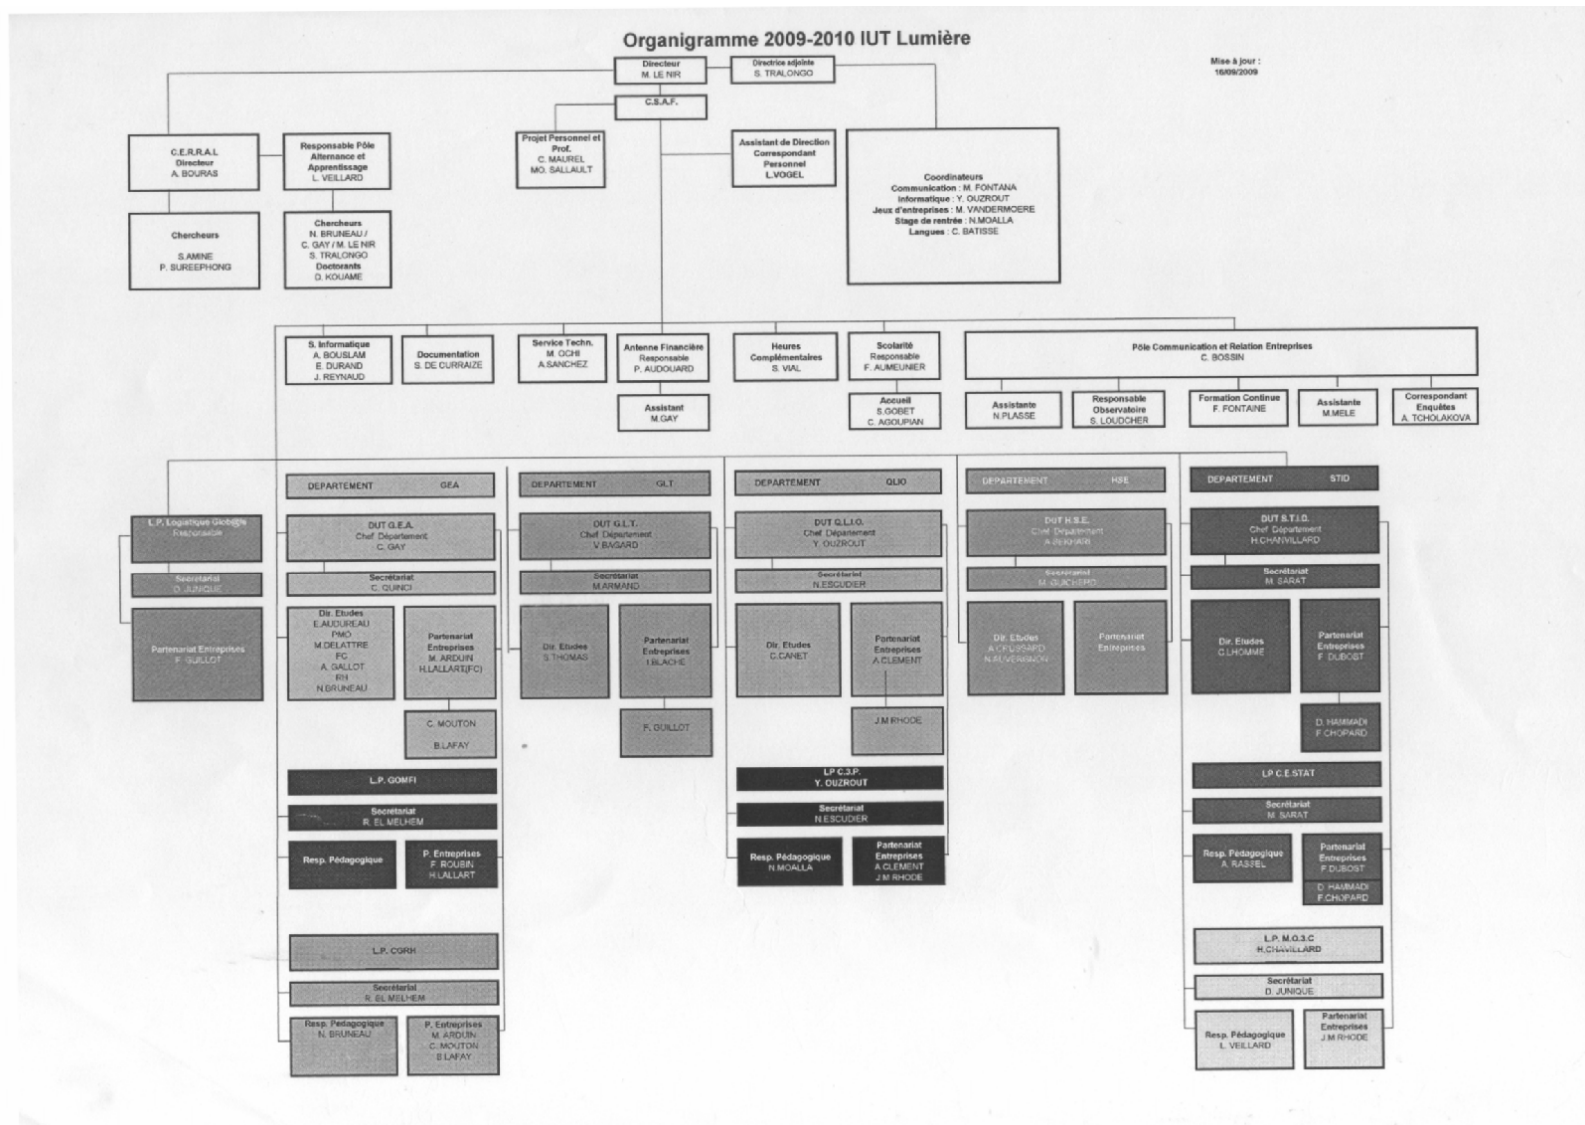 Organigramme 2009-2010 IUT Lumière
Mise à jour :
16/09/2009
Directeur
M. LE NIR
Directrice adjointe
S. TRALONGO
C.S.A.F.
C.E.R.R.A.L
Directeur
A. BOURAS
Responsable Pôle
Alternance et
Apprentissage
L. VEILLARD
Projet Personnel et
Prof.
C. MAUREL
MO. SALLAULT
Assistant de Direction
Correspondant
Personnel
L.VOGEL
Coordinateurs
Communication : M. FONTANA
Informatique : Y. OUZROUT
Jeux d'entreprises : M. VANDERMOERE
Stage de rentrée : N.MOALLA
Langues : C. BATISSE
Chercheurs
S.AMINE
P. SUREEPHONG
Chercheurs
N. BRUNEAU /
C. GAY / M. LE NIR
S. TRALONGO
Doctorants
D. KOUAME
S. Informatique
A. BOUSLAM
E. DURAND
J. REYNAUD
Documentation
S. DE CURRAIZE
Service Techn.
M. OCHI
A.SANCHEZ
Antenne Financière
Responsable
P. AUDOUARD
Heures
Complémentaires
S. VIAL
Scolarité
Responsable
F. AUMEUNIER
Pôle Communication et Relation Entreprises
C. BOSSIN
Assistant
M.GAY
Accueil
S.GOBET
C. AGOUPIAN
Assistante
N.PLASSE
Responsable
Observatoire
S. LOUDCHER
Formation Continue
F. FONTAINE
Assistante
M.MELE
Correspondant
Enquêtes
A. TCHOLAKOVA
DEPARTEMENT GEA
DEPARTEMENT GLT
DEPARTEMENT QLIO
DEPARTEMENT HSE
DEPARTEMENT STID
L.P. Logistique Globale
Responsable
DUT G.E.A.
Chef Département
C. GAY
DUT G.L.T.
Chef Département
V.BAGARD
DUT Q.L.I.O.
Chef Département
Y. OUZROUT
DUT H.S.E.
Chef Département
DUT S.T.I.D.
Chef Département
H.CHANVILLARD
Secrétariat
D. JUNIQUE
Secrétariat
C. QUINCI
Secrétariat
M.ARMAND
Secrétariat
N.ESCUDIER
Secrétariat
M. GUICHERD
Secrétariat
M. SARAT
Partenariat Entreprises
F. GUILLOT
Dir. Etudes
E.AUDUREAU
PMO
M.DELATTRE
FC
A. GALLOT
RH
N.BRUNEAU
Partenariat
Entreprises
M. ARDUIN
H.LALLART(FC)
Dir. Etudes
S.THOMAS
Partenariat
Entreprises
I.BLACHE
Dir. Etudes
C.CANET
Partenariat
Entreprises
A.CLEMENT
Dir. Etudes
N.AUVERGNON
Partenariat
Entreprises
Dir. Etudes
C.LHOMME
Partenariat
Entreprises
F DUBOST
C. MOUTON
B.LAFAY
F. GUILLOT
J.M RHODE
D. HAMMADI
F.CHOPARD
L.P. GOMFI
LP C.3.P.
Y. OUZROUT
LP C.E.STAT
Secrétariat
R. EL MELHEM
Secrétariat
N.ESCUDIER
Secrétariat
M. SARAT
Resp. Pédagogique
P. Entreprises
F. ROUBIN
H.LALLART
Resp. Pédagogique
N.MOALLA
Partenariat
Entreprises
A.CLEMENT
J.M RHODE
Resp. Pédagogique
A. RASSEL
Partenariat
Entreprises
F DUBOST
D. HAMMADI
F.CHOPARD
L.P. CGRH
L.P. M.O.3.C
H.CHAVILLARD
Secrétariat
R. EL MELHEM
Secrétariat
D. JUNIQUE
Resp. Pédagogique
N. BRUNEAU
P. Entreprises
M. ARDUIN
C. MOUTON
B.LAFAY
Resp. Pédagogique
L. VEILLARD
Partenariat
Entreprises
J.M RHODE